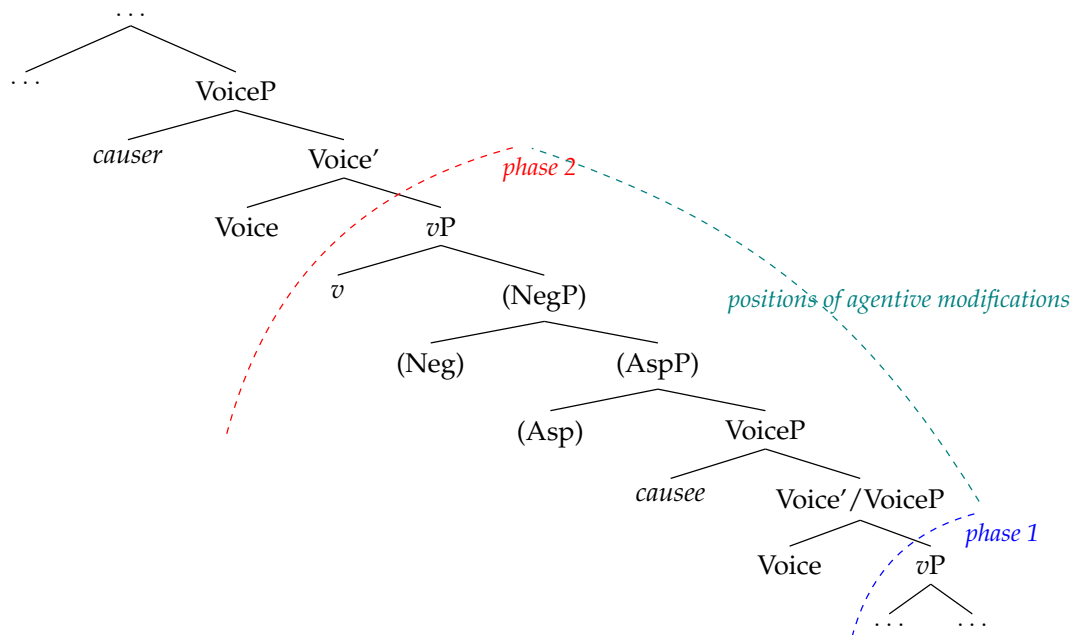 ...
...
VoiceP
causer
Voice'
phase 2
Voice
vP
v
(NegP)
positions of agentive modifications
(Neg)
(AspP)
(Asp)
VoiceP
causee
Voice'/VoiceP
phase 1
Voice
vP
... ...